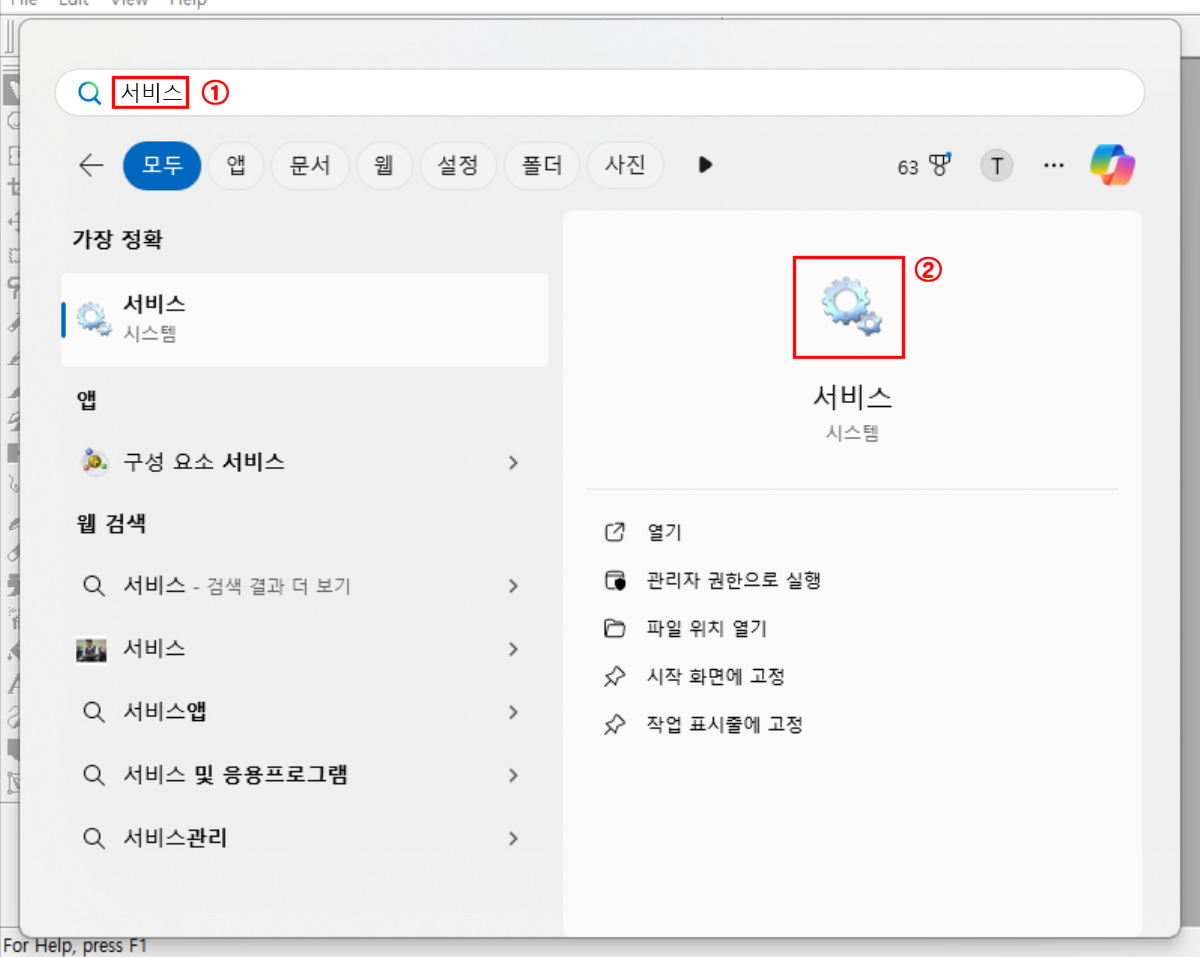 File Edit View Help
서비스 ①
모두 앱 문서 웹 설정 폴더 사진 63 T
가장 정확
서비스
시스템
앱
구성 요소 서비스
웹 검색
서비스 - 검색 결과 더 보기
서비스
서비스앱
서비스 및 응용프로그램
서비스관리
②
서비스
시스템
열기
관리자 권한으로 실행
파일 위치 열기
시작 화면에 고정
작업 표시줄에 고정
For Help, press F1